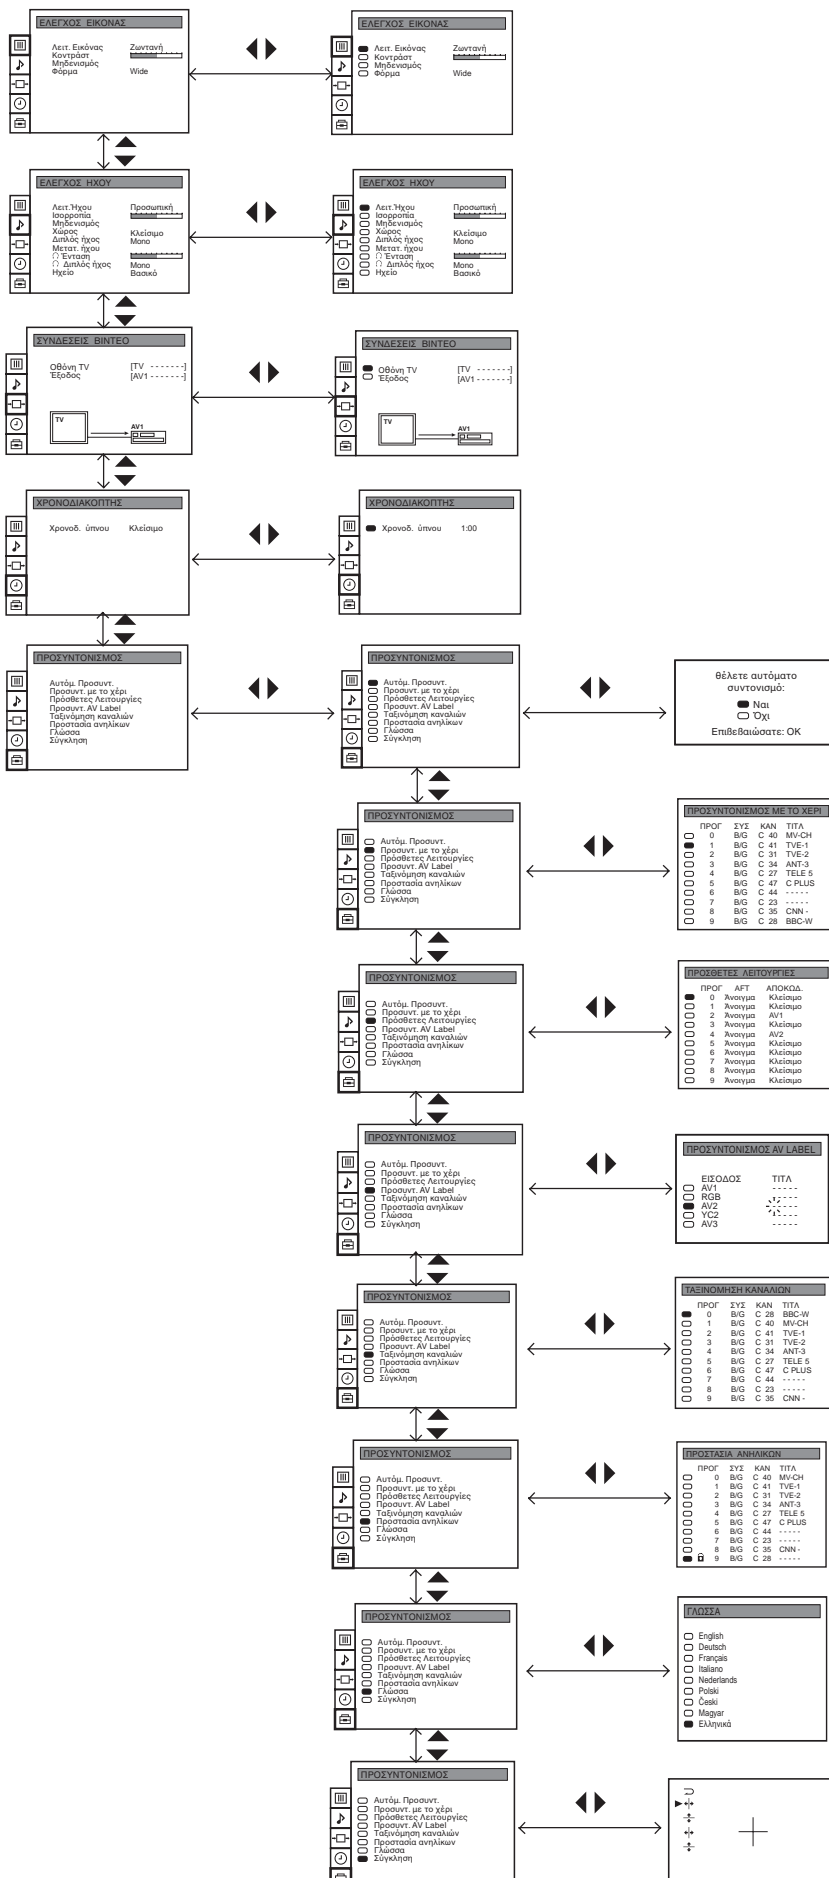 ΕΛΕΓΧΟΣ ΕΙΚΟΝΑΣ
Λειτ. Εικόνας Ζωντανή
Κοντράστ
Μηδενισμός
Φόρμα Wide
ΕΛΕΓΧΟΣ ΕΙΚΟΝΑΣ
Λειτ. Εικόνας Ζωντανή
Κοντράστ
Μηδενισμός
Φόρμα Wide
ΕΛΕΓΧΟΣ ΗΧΟΥ
Λειτ.Ήχου Προσωπική
Ισορροπία
Μηδενισμός
Χώρος Κλείσιμο
Διπλός ήχος Mono
Μετατ. ήχου
Ένταση
Διπλός ήχος Mono
Ηχείο Βασικό
ΕΛΕΓΧΟΣ ΗΧΟΥ
Λειτ.Ήχου Προσωπική
Ισορροπία
Μηδενισμός
Χώρος Κλείσιμο
Διπλός ήχος Mono
Μετατ. ήχου
Ένταση
Διπλός ήχος Mono
Ηχείο Βασικό
ΣΥΝΔΕΣΕΙΣ ΒΙΝΤΕΟ
Οθόνη TV [TV - - - - - - -]
Έξοδος [AV1 - - - - - - -]
TV
AV1
ΣΥΝΔΕΣΕΙΣ ΒΙΝΤΕΟ
Οθόνη TV [TV - - - - - - -]
Έξοδος [AV1 - - - - - - -]
TV
AV1
ΧΡΟΝΟΔΙΑΚΟΠΤΗΣ
Χρονοδ. ύπνου Κλείσιμο
ΧΡΟΝΟΔΙΑΚΟΠΤΗΣ
Χρονοδ. ύπνου 1:00
ΠΡΟΣΥΝΤΟΝΙΣΜΟΣ
Αυτόμ. Προσυντ.
Προσυντ. με το χέρι
Πρόσθετες Λειτουργίες
Προσυντ. AV Label
Ταξινόμηση καναλιών
Προστασία ανηλίκων
Γλώσσα
Σύγκληση
ΠΡΟΣΥΝΤΟΝΙΣΜΟΣ
Αυτόμ. Προσυντ.
Προσυντ. με το χέρι
Πρόσθετες Λειτουργίες
Προσυντ. AV Label
Ταξινόμηση καναλιών
Προστασία ανηλίκων
Γλώσσα
Σύγκληση
θέλετε αυτόματο
συντονισμό:
Ναι
Όχι
Επιβεβαιώσατε: OK
ΠΡΟΣΥΝΤΟΝΙΣΜΟΣ
Αυτόμ. Προσυντ.
Προσυντ. με το χέρι
Πρόσθετες Λειτουργίες
Προσυντ. AV Label
Ταξινόμηση καναλιών
Προστασία ανηλίκων
Γλώσσα
Σύγκληση
ΠΡΟΣΥΝΤΟΝΙΣΜΟΣ ΜΕ ΤΟ ΧΕΡΙ
ΠΡΟΓ ΣΥΣ ΚΑΝ ΤΙΤΛ
0 B/G C 40 MV-CH
1 B/G C 41 TVE-1
2 B/G C 31 TVE-2
3 B/G C 34 ANT-3
4 B/G C 27 TELE 5
5 B/G C 47 C PLUS
6 B/G C 44 - - - - -
7 B/G C 23 - - - - -
8 B/G C 35 CNN -
9 B/G C 28 BBC-W
ΠΡΟΣΥΝΤΟΝΙΣΜΟΣ
Αυτόμ. Προσυντ.
Προσυντ. με το χέρι
Πρόσθετες Λειτουργίες
Προσυντ. AV Label
Ταξινόμηση καναλιών
Προστασία ανηλίκων
Γλώσσα
Σύγκληση
ΠΡΟΣΘΕΤΕΣ ΛΕΙΤΟΥΡΓΙΕΣ
ΠΡΟΓ AFT ΑΠΟΚΩΔ.
0 Άνοιγμα Κλείσιμο
1 Άνοιγμα Κλείσιμο
2 Άνοιγμα AV1
3 Άνοιγμα Κλείσιμο
4 Άνοιγμα AV2
5 Άνοιγμα Κλείσιμο
6 Άνοιγμα Κλείσιμο
7 Άνοιγμα Κλείσιμο
8 Άνοιγμα Κλείσιμο
9 Άνοιγμα Κλείσιμο
ΠΡΟΣΥΝΤΟΝΙΣΜΟΣ
Αυτόμ. Προσυντ.
Προσυντ. με το χέρι
Πρόσθετες Λειτουργίες
Προσυντ. AV Label
Ταξινόμηση καναλιών
Προστασία ανηλίκων
Γλώσσα
Σύγκληση
ΠΡΟΣΥΝΤΟΝΙΣΜΟΣ AV LABEL
ΕΙΣΟΔΟΣ ΤΙΤΛ
AV1 - - - - -
RGB - - - - -
AV2 - - - - -
YC2 - - - - -
AV3 - - - - -
ΠΡΟΣΥΝΤΟΝΙΣΜΟΣ
Αυτόμ. Προσυντ.
Προσυντ. με το χέρι
Πρόσθετες Λειτουργίες
Προσυντ. AV Label
Ταξινόμηση καναλιών
Προστασία ανηλίκων
Γλώσσα
Σύγκληση
ΤΑΞΙΝΟΜΗΣΗ ΚΑΝΑΛΙΩΝ
ΠΡΟΓ ΣΥΣ ΚΑΝ ΤΙΤΛ
0 B/G C 28 BBC-W
1 B/G C 40 MV-CH
2 B/G C 41 TVE-1
3 B/G C 31 TVE-2
4 B/G C 34 ANT-3
5 B/G C 27 TELE 5
6 B/G C 47 C PLUS
7 B/G C 44 - - - - -
8 B/G C 23 - - - - -
9 B/G C 35 CNN -
ΠΡΟΣΥΝΤΟΝΙΣΜΟΣ
Αυτόμ. Προσυντ.
Προσυντ. με το χέρι
Πρόσθετες Λειτουργίες
Προσυντ. AV Label
Ταξινόμηση καναλιών
Προστασία ανηλίκων
Γλώσσα
Σύγκληση
ΠΡΟΣΤΑΣΙΑ ΑΝΗΛΙΚΩΝ
ΠΡΟΓ ΣΥΣ ΚΑΝ ΤΙΤΛ
0 B/G C 40 MV-CH
1 B/G C 41 TVE-1
2 B/G C 31 TVE-2
3 B/G C 34 ANT-3
4 B/G C 27 TELE 5
5 B/G C 47 C PLUS
6 B/G C 44 - - - - -
7 B/G C 23 - - - - -
8 B/G C 35 CNN -
9 B/G C 28 - - - - -
ΠΡΟΣΥΝΤΟΝΙΣΜΟΣ
Αυτόμ. Προσυντ.
Προσυντ. με το χέρι
Πρόσθετες Λειτουργίες
Προσυντ. AV Label
Ταξινόμηση καναλιών
Προστασία ανηλίκων
Γλώσσα
Σύγκληση
ΓΛΩΣΣΑ
English
Deutsch
Français
Italiano
Nederlands
Polski
Česki
Magyar
Ελληνικά
ΠΡΟΣΥΝΤΟΝΙΣΜΟΣ
Αυτόμ. Προσυντ.
Προσυντ. με το χέρι
Πρόσθετες Λειτουργίες
Προσυντ. AV Label
Ταξινόμηση καναλιών
Προστασία ανηλίκων
Γλώσσα
Σύγκληση